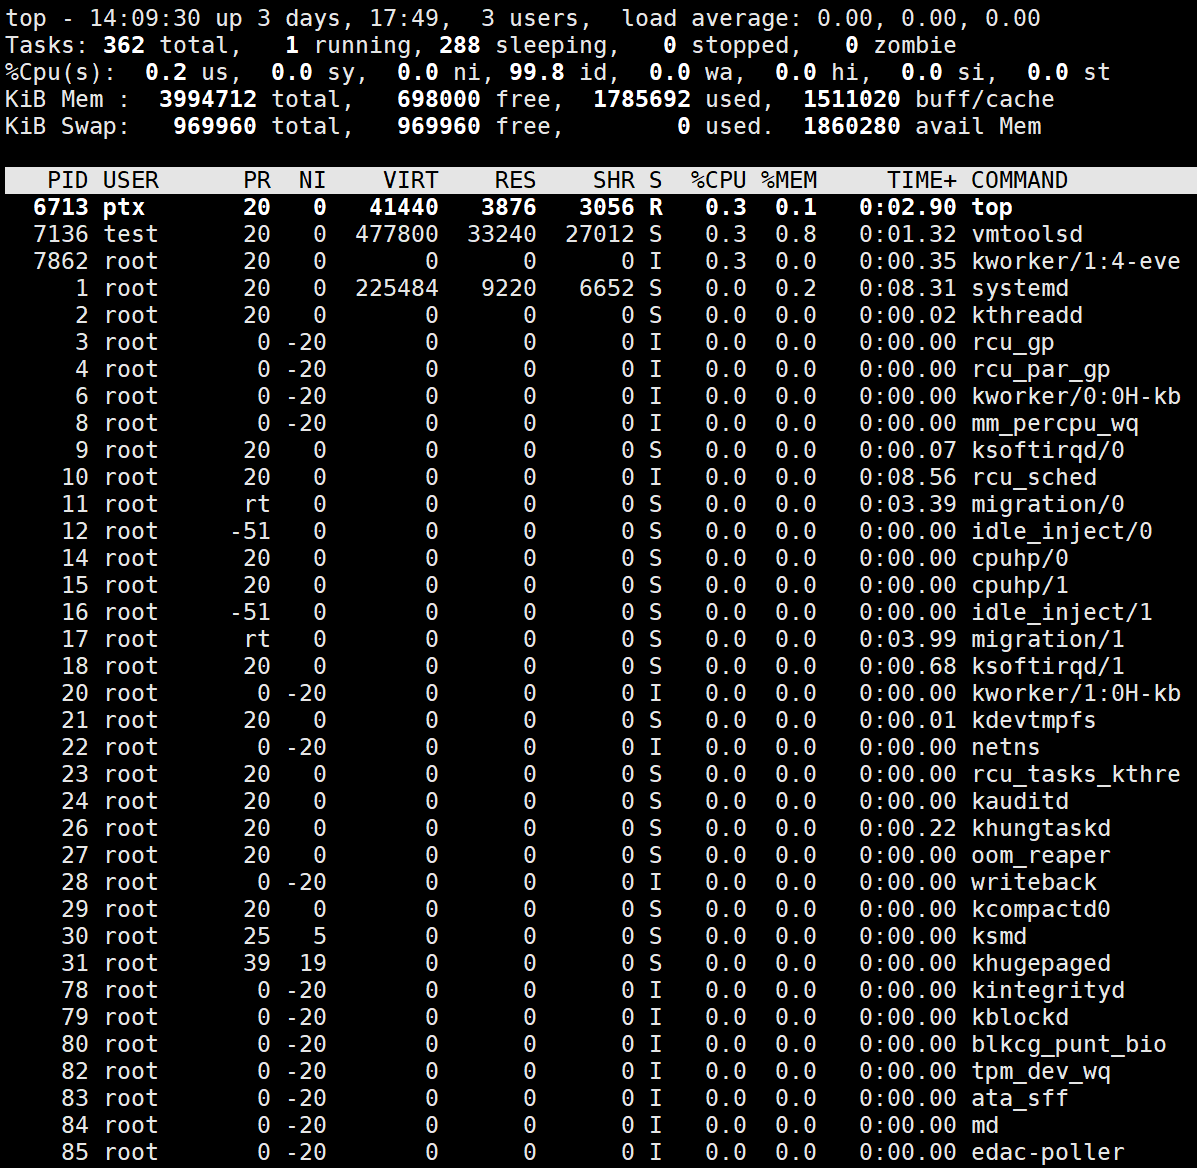 top - 14:09:30 up 3 days, 17:49,  3 users,  load average: 0.00, 0.00, 0.00
Tasks: 362 total,   1 running, 288 sleeping,   0 stopped,   0 zombie
%Cpu(s):  0.2 us,  0.0 sy,  0.0 ni, 99.8 id,  0.0 wa,  0.0 hi,  0.0 si,  0.0 st
KiB Mem :  3994712 total,   698000 free,  1785692 used,  1511020 buff/cache
KiB Swap:   969960 total,   969960 free,        0 used.  1860280 avail Mem
   PID USER      PR  NI    VIRT    RES    SHR S  %CPU %MEM     TIME+ COMMAND
  6713 ptx       20   0   41440   3876   3056 R   0.3  0.1   0:02.90 top
  7136 test      20   0  477800  33240  27012 S   0.3  0.8   0:01.32 vmtoolsd
  7862 root      20   0       0      0      0 I   0.3  0.0   0:00.35 kworker/1:4-eve
     1 root      20   0  225484   9220   6652 S   0.0  0.2   0:08.31 systemd
     2 root      20   0       0      0      0 S   0.0  0.0   0:00.02 kthreadd
     3 root       0 -20       0      0      0 I   0.0  0.0   0:00.00 rcu_gp
     4 root       0 -20       0      0      0 I   0.0  0.0   0:00.00 rcu_par_gp
     6 root       0 -20       0      0      0 I   0.0  0.0   0:00.00 kworker/0:0H-kb
     8 root       0 -20       0      0      0 I   0.0  0.0   0:00.00 mm_percpu_wq
     9 root      20   0       0      0      0 S   0.0  0.0   0:00.07 ksoftirqd/0
    10 root      20   0       0      0      0 I   0.0  0.0   0:08.56 rcu_sched
    11 root      rt   0       0      0      0 S   0.0  0.0   0:03.39 migration/0
    12 root     -51   0       0      0      0 S   0.0  0.0   0:00.00 idle_inject/0
    14 root      20   0       0      0      0 S   0.0  0.0   0:00.00 cpuhp/0
    15 root      20   0       0      0      0 S   0.0  0.0   0:00.00 cpuhp/1
    16 root     -51   0       0      0      0 S   0.0  0.0   0:00.00 idle_inject/1
    17 root      rt   0       0      0      0 S   0.0  0.0   0:03.99 migration/1
    18 root      20   0       0      0      0 S   0.0  0.0   0:00.68 ksoftirqd/1
    20 root       0 -20       0      0      0 I   0.0  0.0   0:00.00 kworker/1:0H-kb
    21 root      20   0       0      0      0 S   0.0  0.0   0:00.01 kdevtmpfs
    22 root       0 -20       0      0      0 I   0.0  0.0   0:00.00 netns
    23 root      20   0       0      0      0 S   0.0  0.0   0:00.00 rcu_tasks_kthre
    24 root      20   0       0      0      0 S   0.0  0.0   0:00.00 kauditd
    26 root      20   0       0      0      0 S   0.0  0.0   0:00.22 khungtaskd
    27 root      20   0       0      0      0 S   0.0  0.0   0:00.00 oom_reaper
    28 root       0 -20       0      0      0 I   0.0  0.0   0:00.00 writeback
    29 root      20   0       0      0      0 S   0.0  0.0   0:00.00 kcompactd0
    30 root      25   5       0      0      0 S   0.0  0.0   0:00.00 ksmd
    31 root      39  19       0      0      0 S   0.0  0.0   0:00.00 khugepaged
    78 root       0 -20       0      0      0 I   0.0  0.0   0:00.00 kintegrityd
    79 root       0 -20       0      0      0 I   0.0  0.0   0:00.00 kblockd
    80 root       0 -20       0      0      0 I   0.0  0.0   0:00.00 blkcg_punt_bio
    82 root       0 -20       0      0      0 I   0.0  0.0   0:00.00 tpm_dev_wq
    83 root       0 -20       0      0      0 I   0.0  0.0   0:00.00 ata_sff
    84 root       0 -20       0      0      0 I   0.0  0.0   0:00.00 md
    85 root       0 -20       0      0      0 I   0.0  0.0   0:00.00 edac-poller